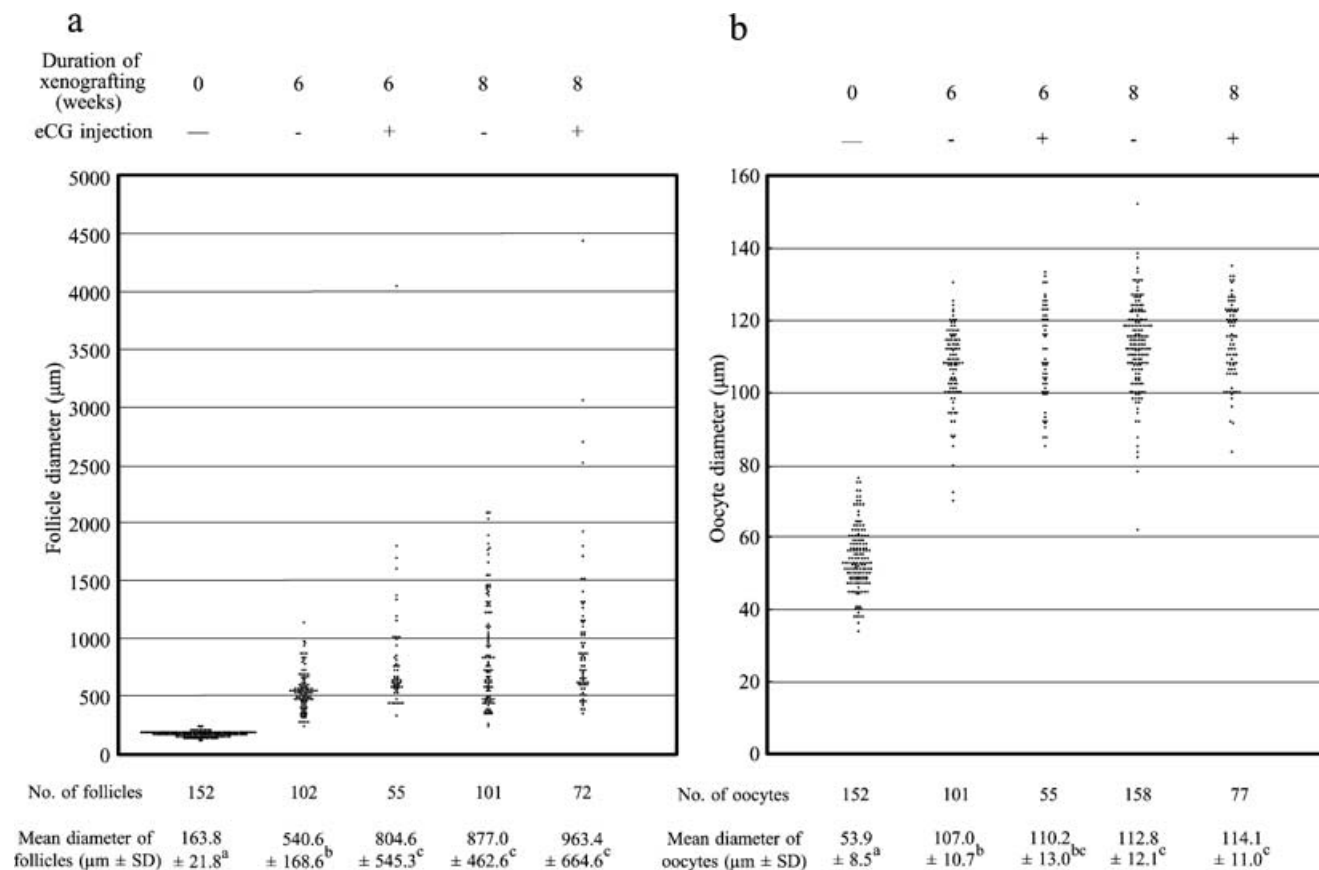 a
Duration of
xenografting
(weeks)
0 6 6 8 8
eCG injection — - + - +
5000
4500
4000
3500
3000
2500
2000
1500
1000
500
0
Follicle diameter (µm)
No. of follicles 152 102 55 101 72
Mean diameter of 163.8 540.6 804.6 877.0 963.4
follicles (µm ± SD) ± 21.8a ± 168.6b ± 545.3c ± 462.6c ± 664.6c
b
0 6 6 8 8
— - + - +
160
140
120
100
80
60
40
20
0
Oocyte diameter (µm)
No. of oocytes 152 101 55 158 77
Mean diameter of 53.9 107.0 110.2 112.8 114.1
oocytes (µm ± SD) ± 8.5a ± 10.7b ± 13.0bc ± 12.1c ± 11.0c